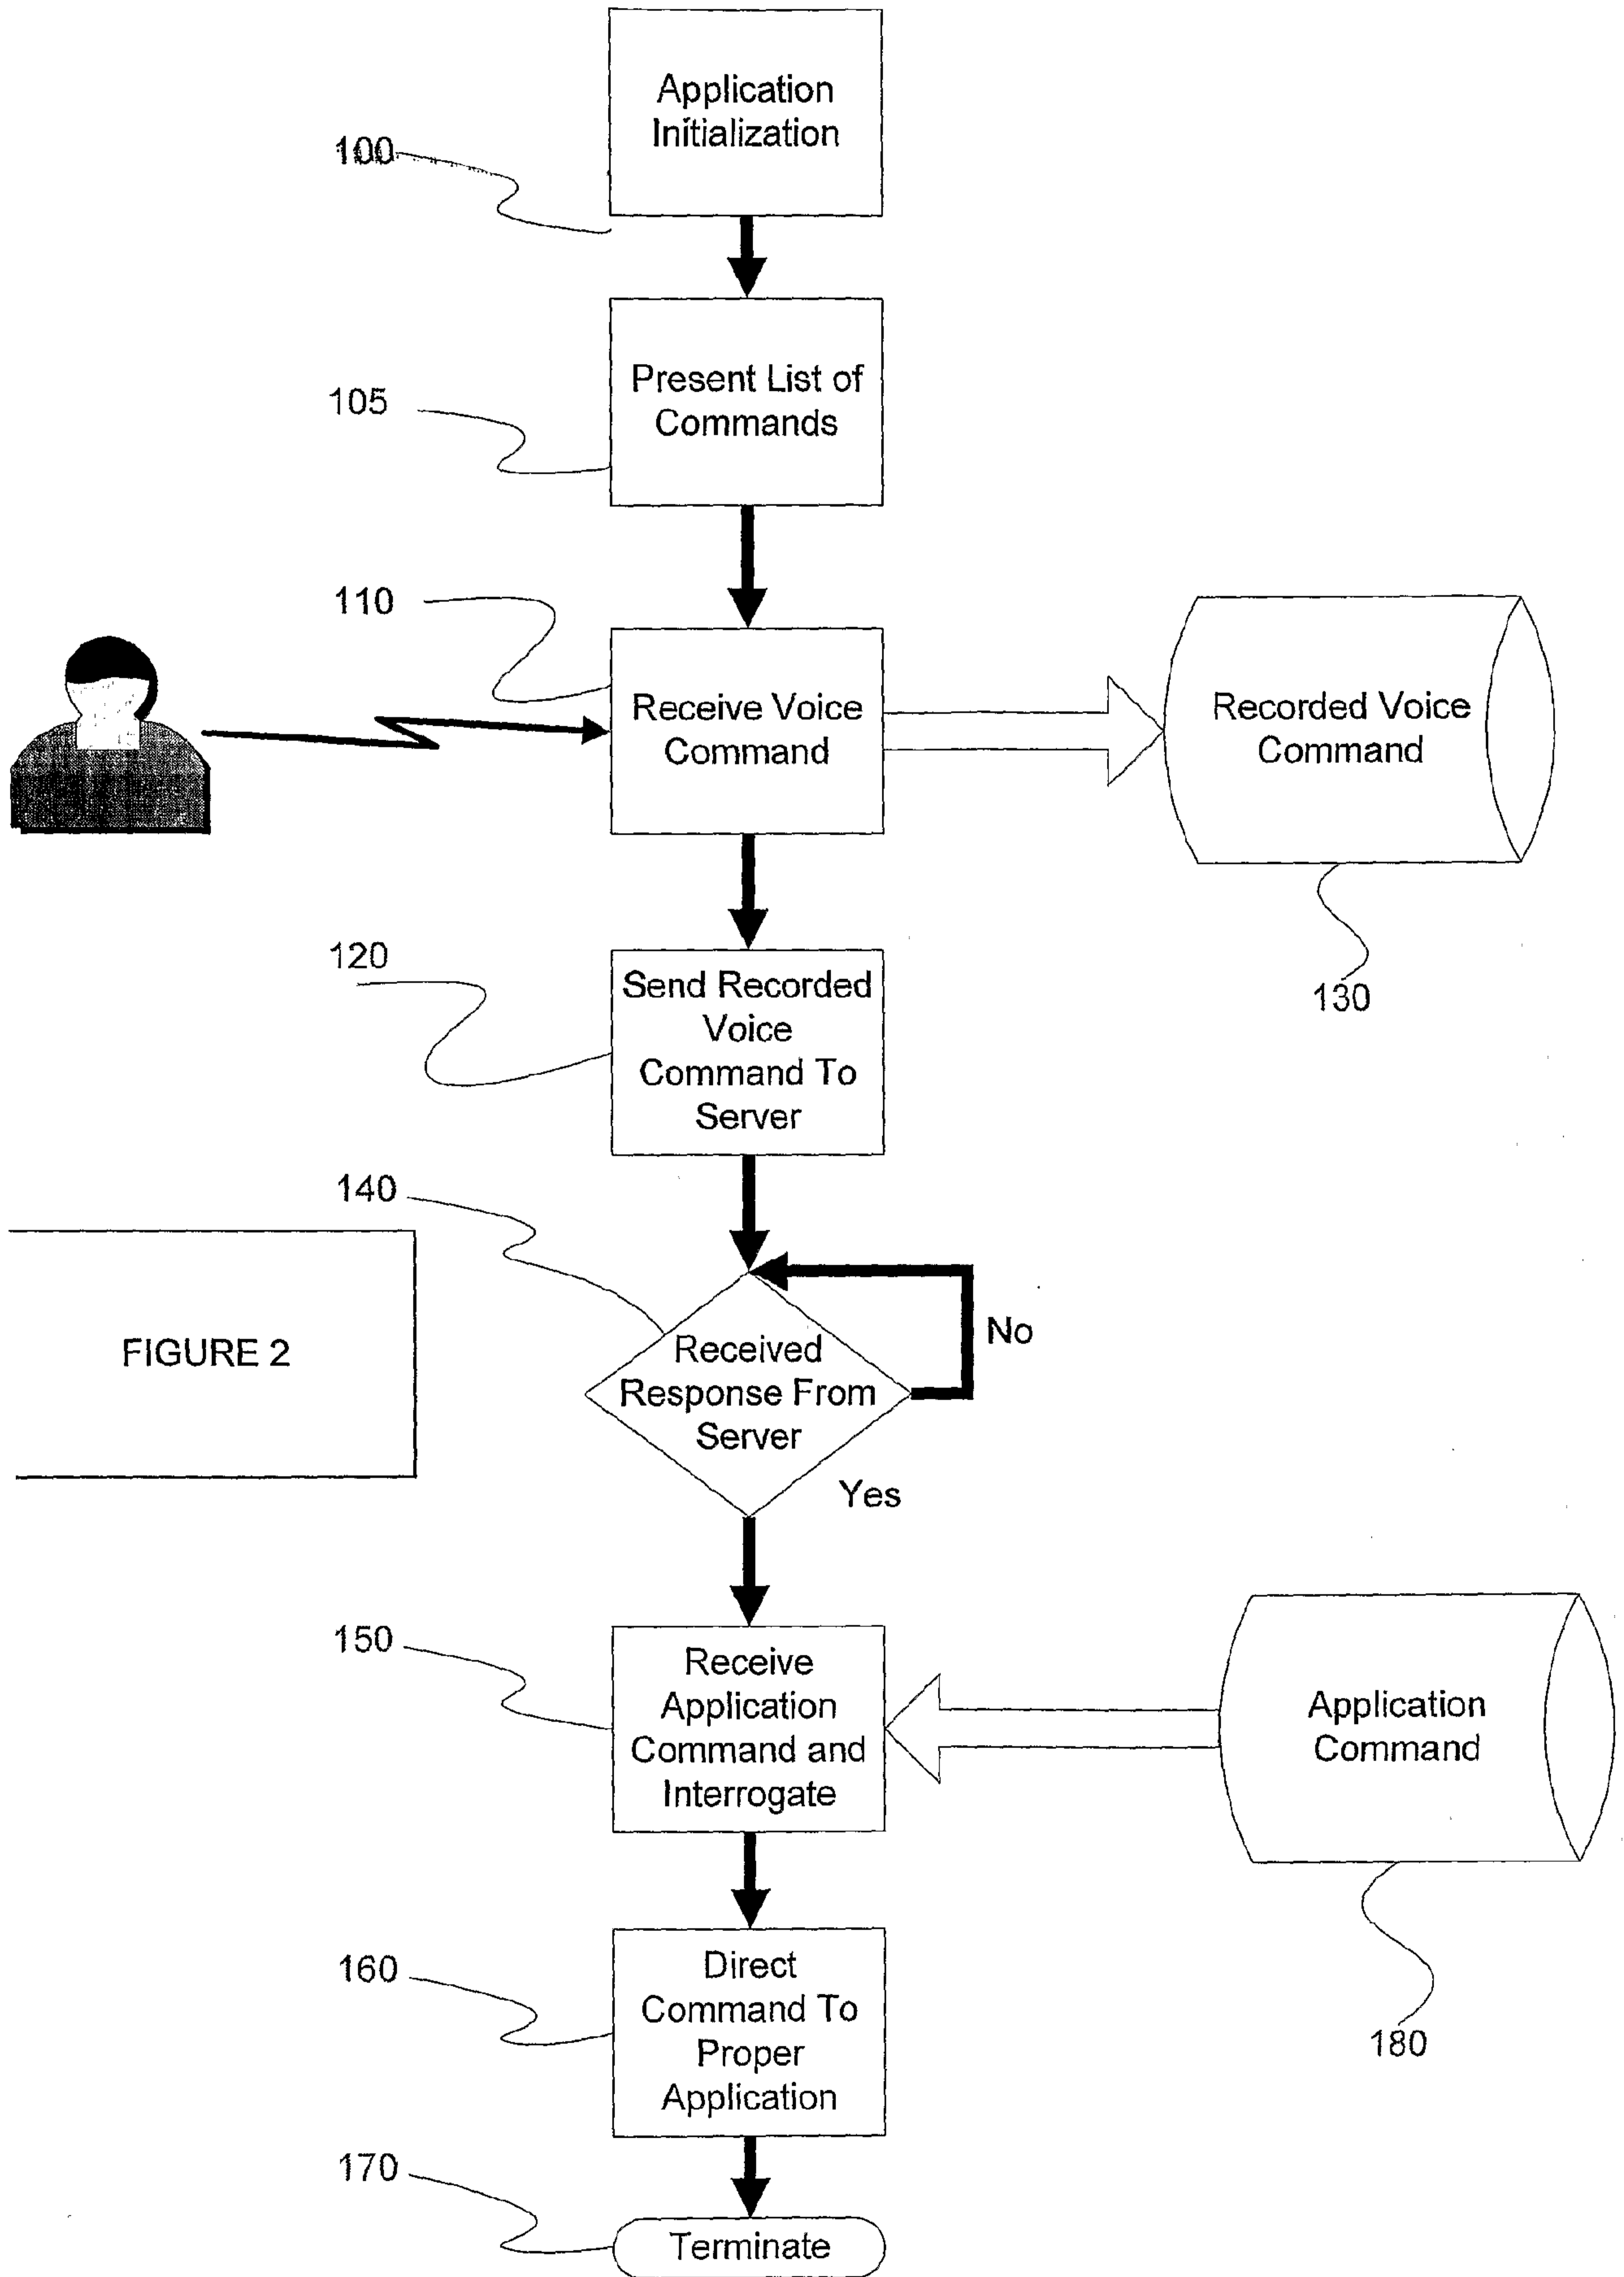 Application
Initialization
100
Present List of
Commands
105
110
Receive Voice
Command
Recorded Voice
Command
130
120
Send Recorded
Voice
Command To
Server
140
Received
Response From
Server
No
Yes
FIGURE 2
150
Receive
Application
Command and
Interrogate
Application
Command
180
160
Direct
Command To
Proper
Application
170
Terminate